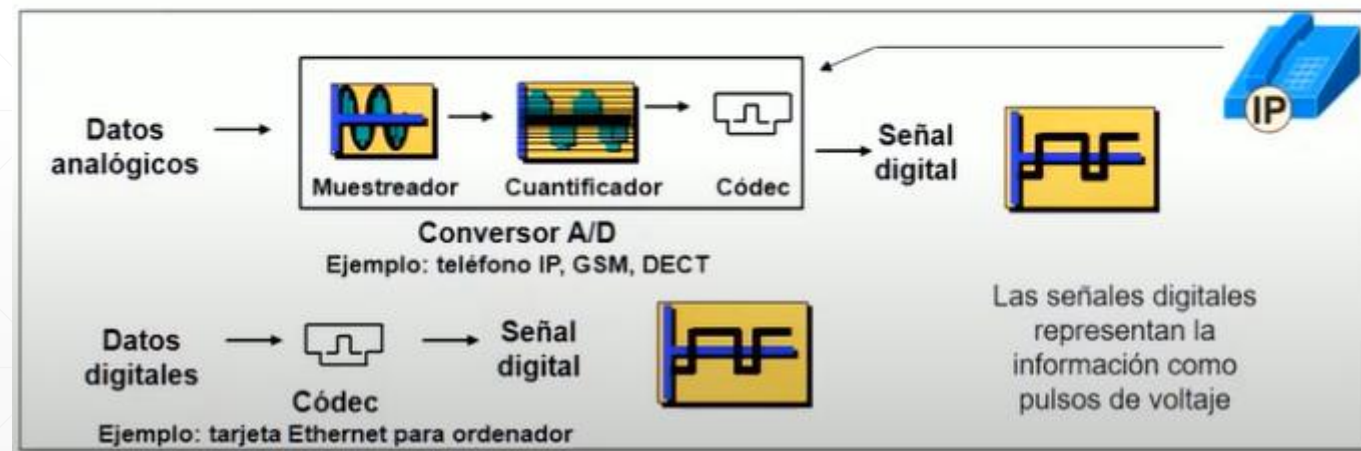 IP
Datos
analógicos
Muestreador
Cuantificador
Códec
Señal
digital
Conversor A/D
Ejemplo: teléfono IP, GSM, DECT
Datos
digitales
Códec
Señal
digital
Ejemplo: tarjeta Ethernet para ordenador
Las señales digitales
representan la
información como
pulsos de voltaje